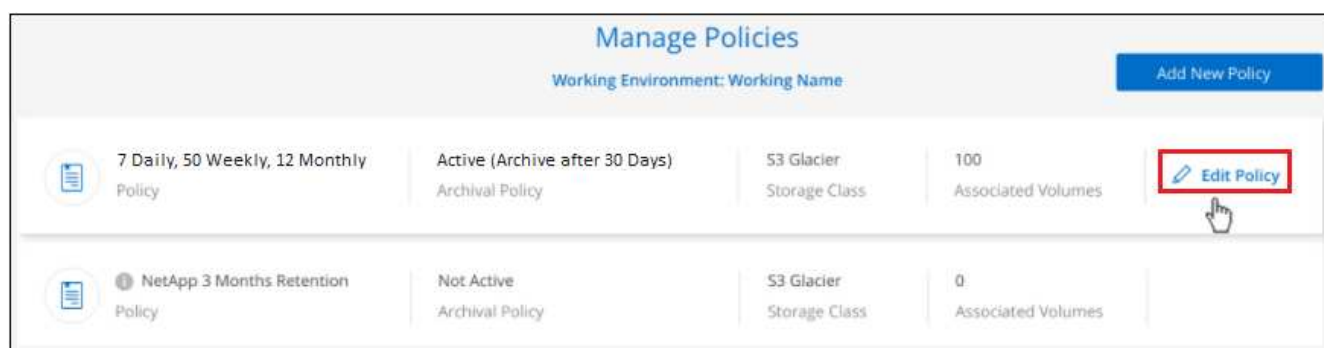 Manage Policies
Working Environment: Working Name
Add New Policy
7 Daily, 50 Weekly, 12 Monthly
Policy
Active (Archive after 30 Days)
Archival Policy
S3 Glacier
Storage Class
100
Associated Volumes
Edit Policy
NetApp 3 Months Retention
Policy
Not Active
Archival Policy
S3 Glacier
Storage Class
0
Associated Volumes